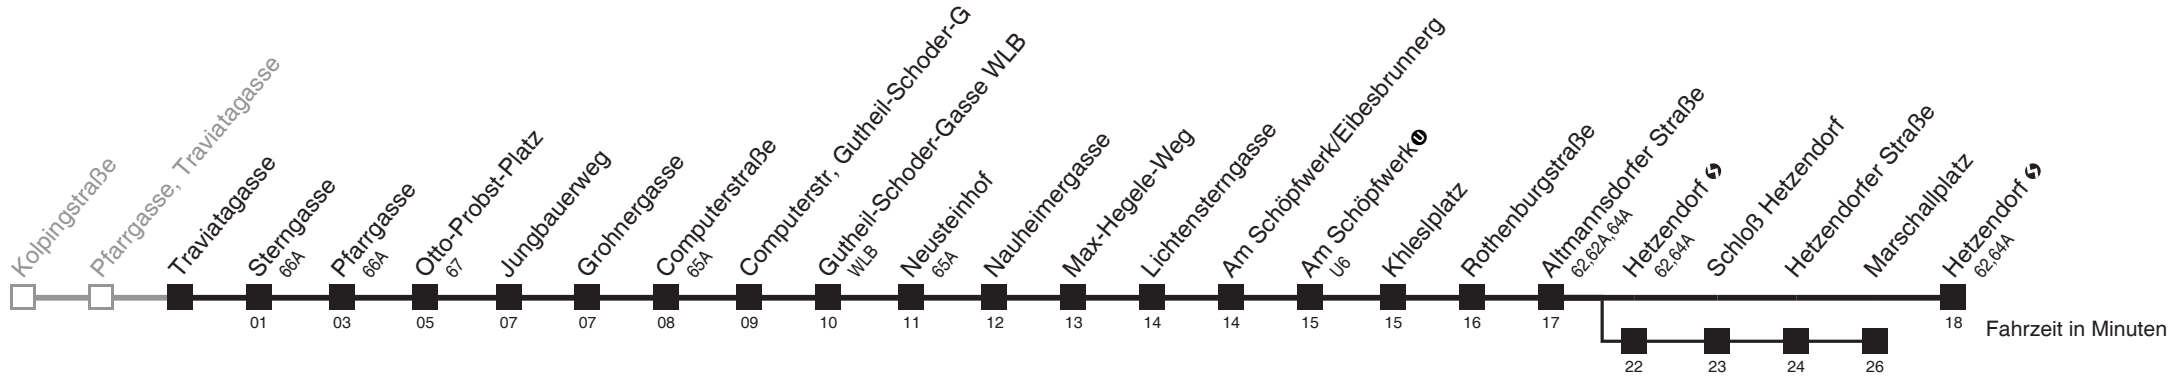 Kolpingstraße
Pfarrgasse, Traviatagasse
Traviatagasse
Sterngasse
66A
Pfarrgasse
66A
Otto-Probst-Platz
67
Jungbauerweg
Grohnergasse
Computerstraße
65A
Computerstr, Gutheil-Schoder-G
Gutheil-Schoder-Gasse WLB
WLB
Neusteinhof
65A
Nauheimergasse
Max-Hegele-Weg
Lichtensterngasse
Am Schöpfwerk/Eibesbrunnerg
Am Schöpfwerk U
U6
Khleslplatz
Rothenburgstraße
Altmannsdorfer Straße
62,62A,64A
Hetzendorf
62,64A
Schloß Hetzendorf
Hetzendorfer Straße
Marschallplatz
Hetzendorf
62,64A
01 03 05 07 07 08 09 10 11 12 13 14 14 15 15 16 17 18
Fahrzeit in Minuten
22 23 24 26